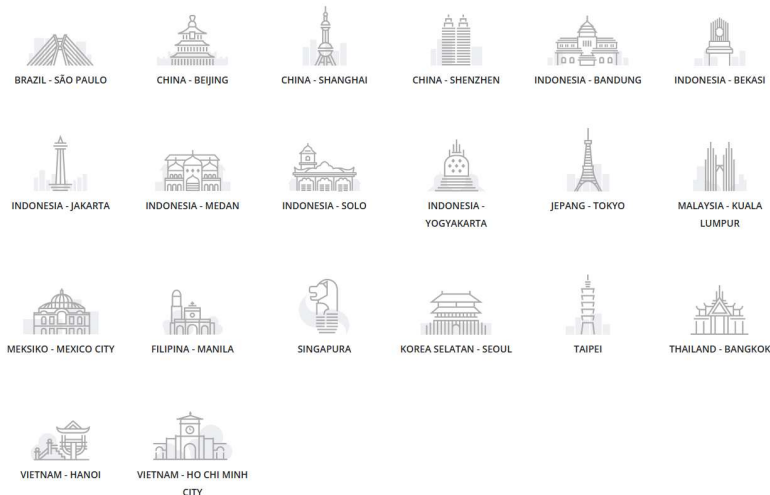 BRAZIL - SÃO PAULO
CHINA - BEIJING
CHINA - SHANGHAI
CHINA - SHENZHEN
INDONESIA - BANDUNG
INDONESIA - BEKASI
INDONESIA - JAKARTA
INDONESIA - MEDAN
INDONESIA - SOLO
INDONESIA -
YOGYAKARTA
JEPANG - TOKYO
MALAYSIA - KUALA
LUMPUR
MEKSIKO - MEXICO CITY
FILIPINA - MANILA
SINGAPURA
KOREA SELATAN - SEOUL
TAIPEI
THAILAND - BANGKOK
VIETNAM - HANOI
VIETNAM - HO CHI MINH
CITY